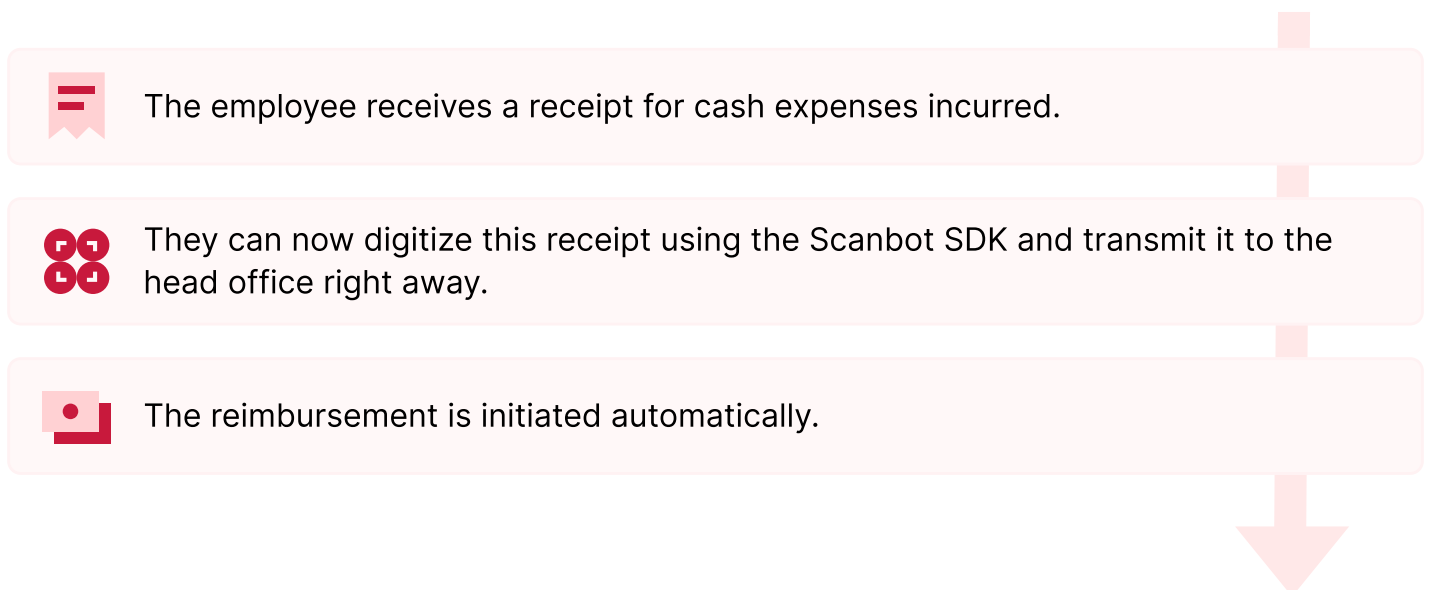 The employee receives a receipt for cash expenses incurred.
They can now digitize this receipt using the Scanbot SDK and transmit it to the
head office right away.
The reimbursement is initiated automatically.